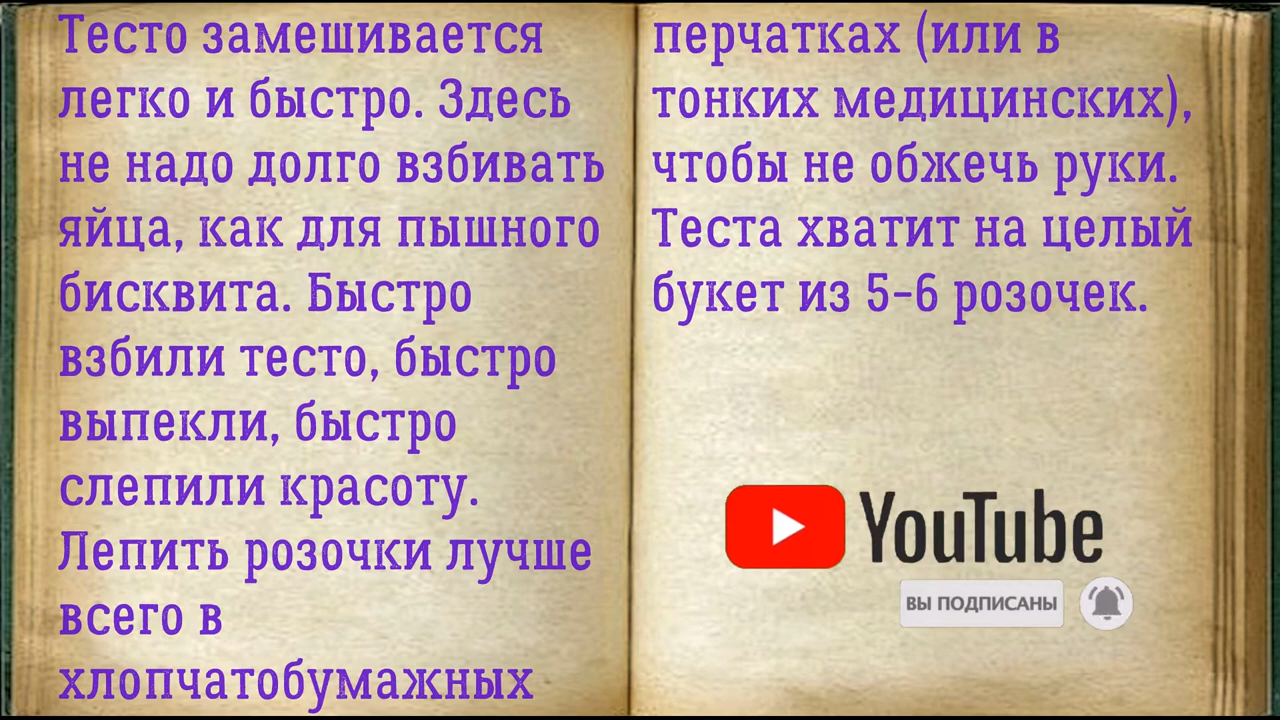 Тесто замешивается
легко и быстро. Здесь
не надо долго взбивать
яйца, как для пышного
бисквита. Быстро
взбили тесто, быстро
выпекли, быстро
слепили красоту.
Лепить розочки лучше
всего в
хлопчатобумажных
перчатках (или в
тонких медицинских),
чтобы не обжечь руки.
Теста хватит на целый
букет из 5-6 розочек.
YouTube
ВЫ ПОДПИСАНЫ